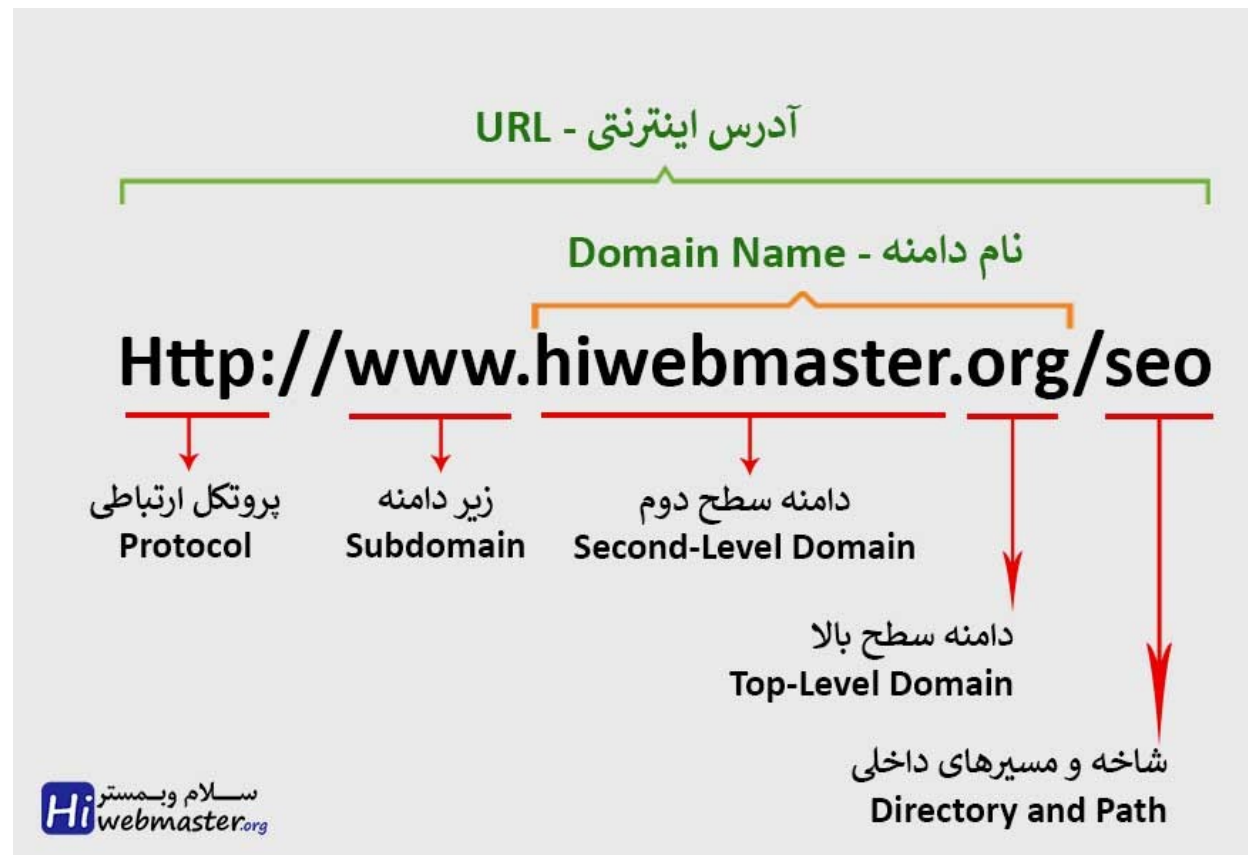 آدرس اینترنتی - URL
نام دامنه - Domain Name
Http://www.hiwebmaster.org/seo
پروتکل ارتباطی
Protocol
زیر دامنه
Subdomain
دامنه سطح دوم
Second-Level Domain
دامنه سطح بالا
Top-Level Domain
شاخه و مسیرهای داخلی
Directory and Path
Hi
ســلام وبـمستر
webmaster.org